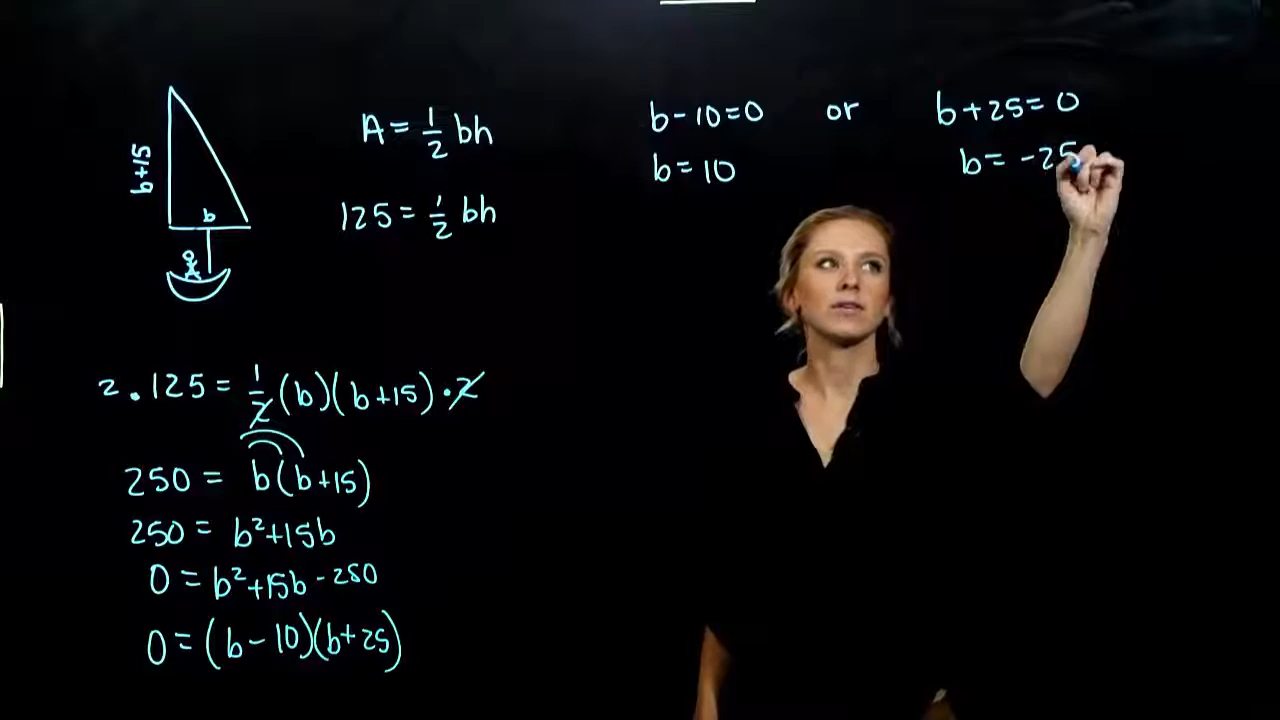 b+15
b
A = 1/2 bh
125 = 1/2 bh
2 · 125 = 1/2 (b)(b+15) · 2
250 = b(b+15)
250 = b²+15b
0 = b²+15b - 250
0 = (b - 10)(b+25)
b - 10 = 0 or b + 25 = 0
b = 10 b = -25